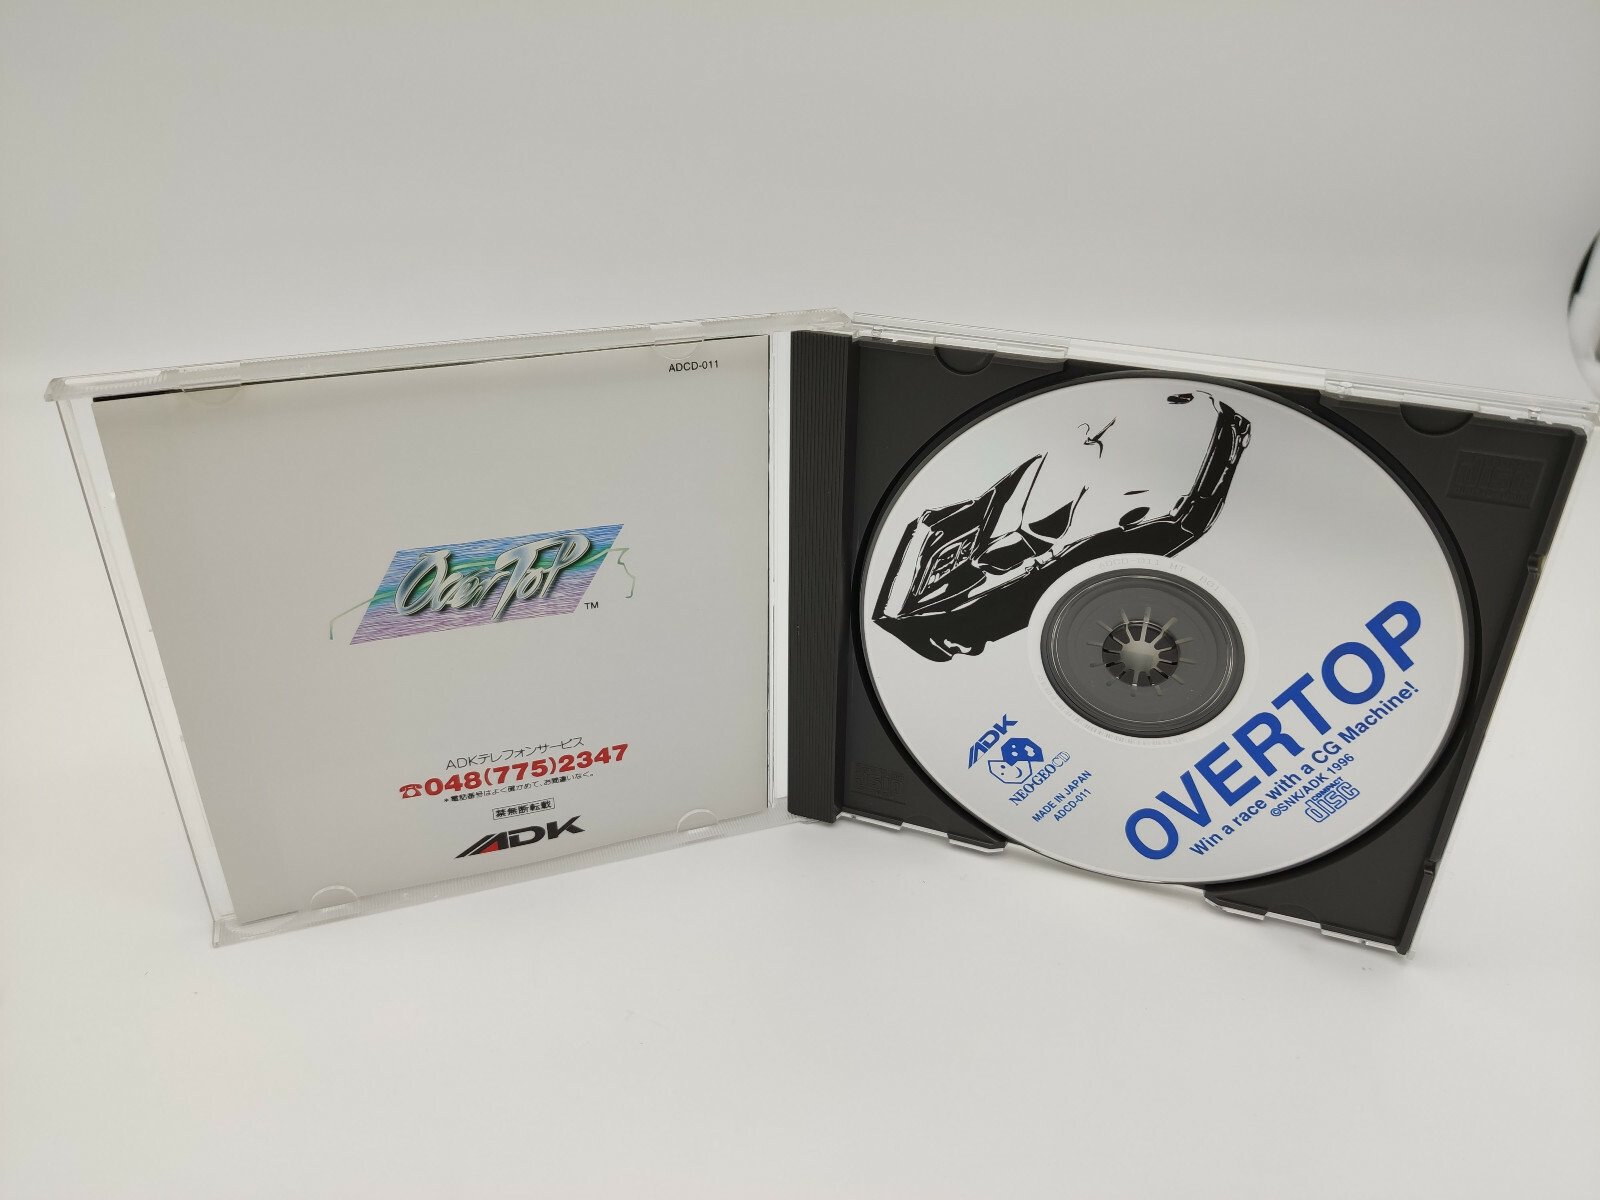 ADCD-011
OverTop
TM
ADKテレフォンサービス
☎048(775)2347
*電話番号はよく確かめて、お間違いなく。
禁無断転載
ADK
ADK
NEO·GEO CD
MADE IN JAPAN
ADCD-011
OVERTOP
Win a race with a CG Machine!
©SNK/ADK 1996
COMPACT
disc